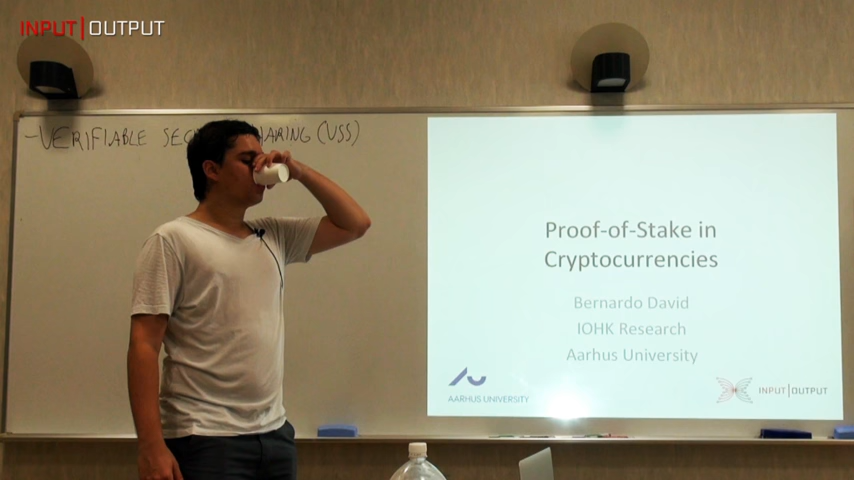 INPUT|OUTPUT
-VERIFIABLE SEC HARING (VSS)
Proof-of-Stake in
Cryptocurrencies
Bernardo David
IOHK Research
Aarhus University
AARHUS UNIVERSITY
INPUT|OUTPUT